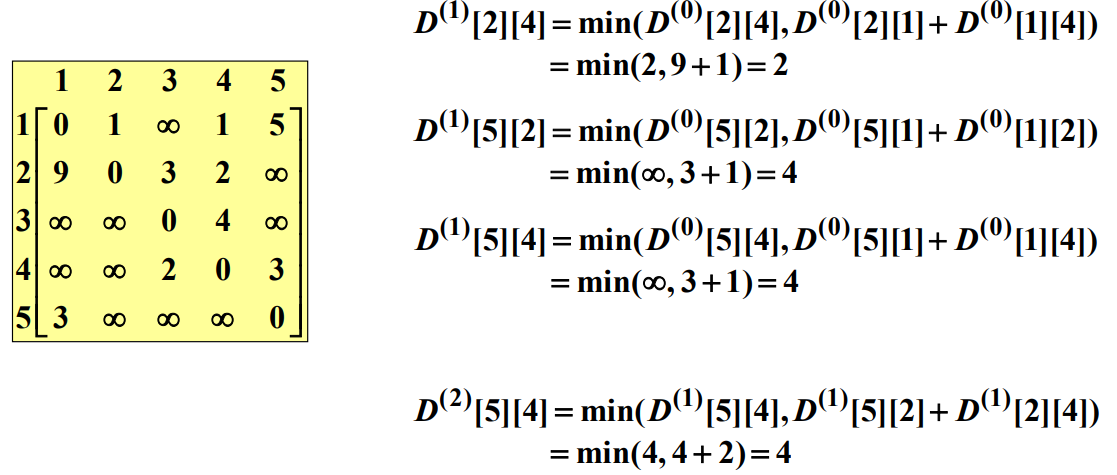 D^(1)[2][4] = min(D^(0)[2][4], D^(0)[2][1] + D^(0)[1][4])
= min(2, 9+1) = 2
1 2 3 4 5
1 0 1 ∞ 1 5
2 9 0 3 2 ∞
3 ∞ ∞ 0 4 ∞
4 ∞ ∞ 2 0 3
5 3 ∞ ∞ ∞ 0
D^(1)[5][2] = min(D^(0)[5][2], D^(0)[5][1] + D^(0)[1][2])
= min(∞, 3+1) = 4
D^(1)[5][4] = min(D^(0)[5][4], D^(0)[5][1] + D^(0)[1][4])
= min(∞, 3+1) = 4
D^(2)[5][4] = min(D^(1)[5][4], D^(1)[5][2] + D^(1)[2][4])
= min(4, 4+2) = 4